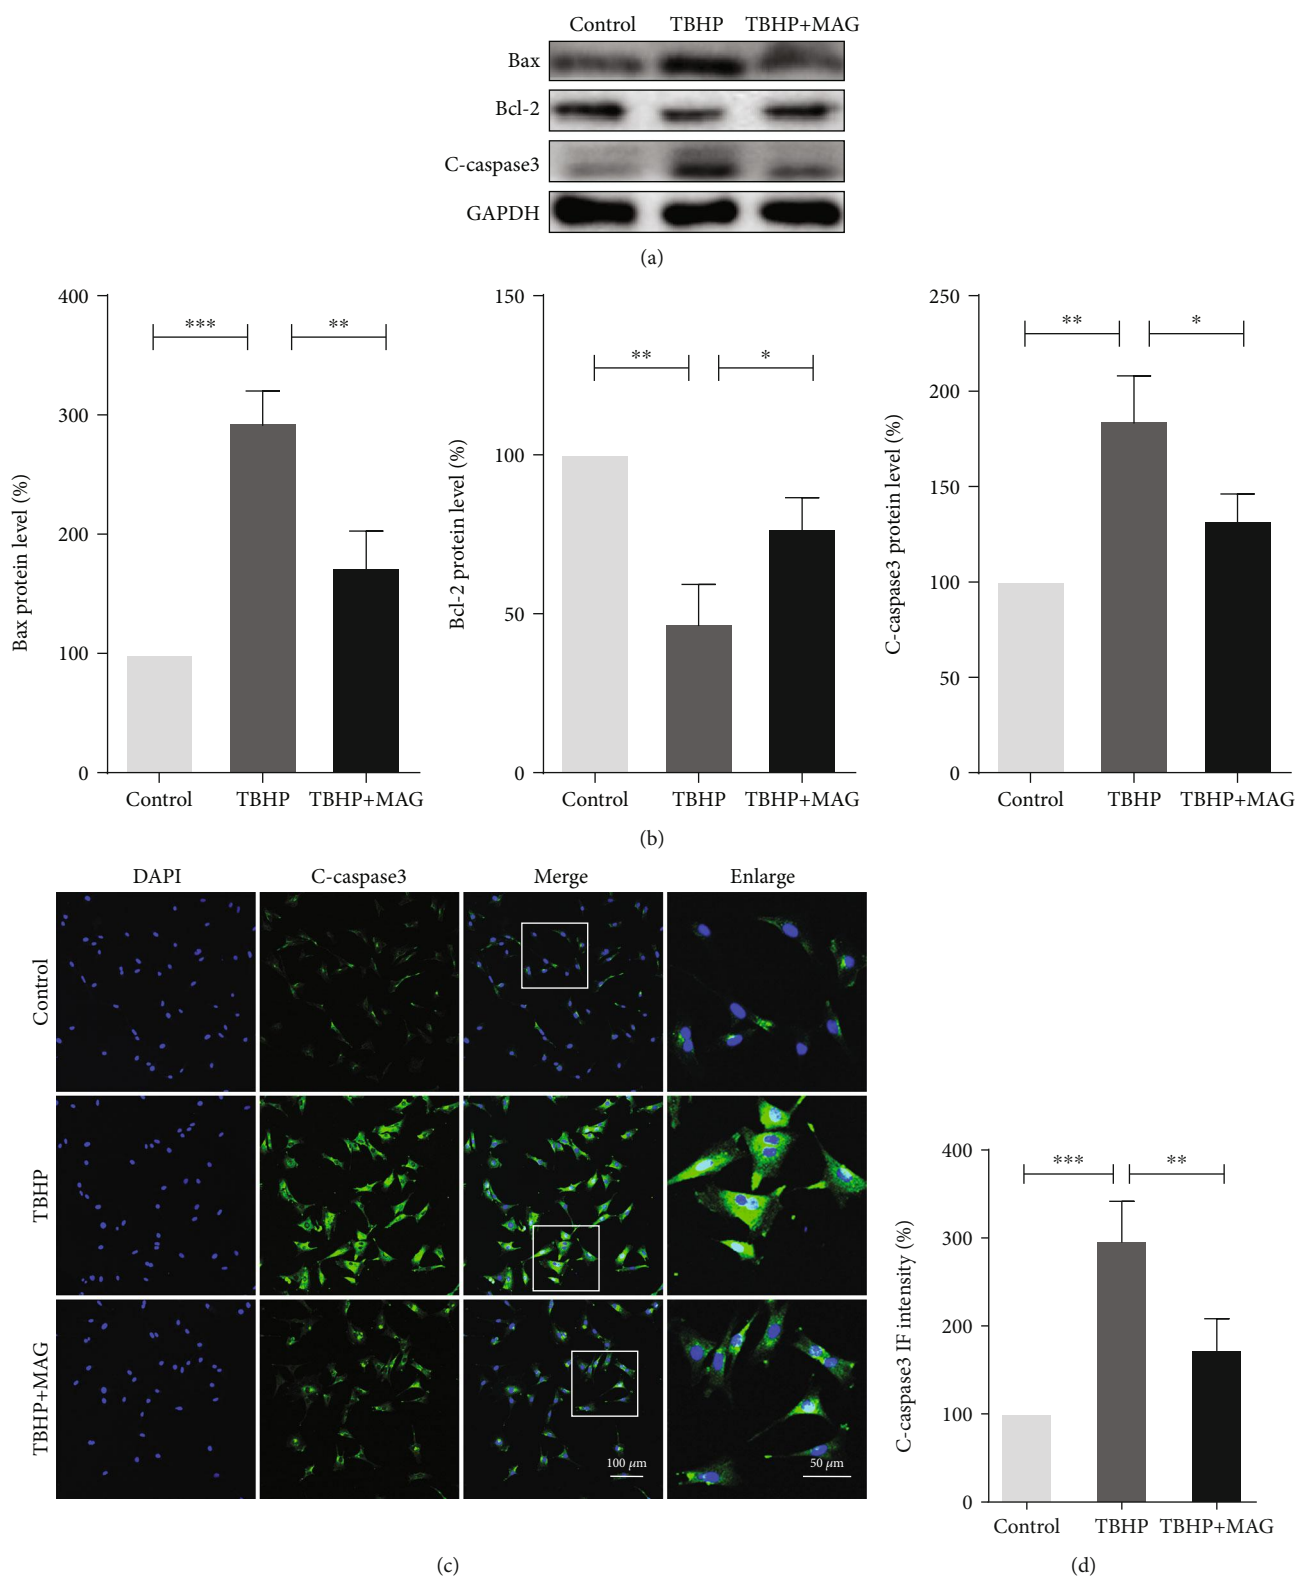 Control TBHP TBHP+MAG
Bax
Bcl-2
C-caspase3
GAPDH
(a)
Bax protein level (%)
400
300
200
100
0
*** **
Control TBHP TBHP+MAG
Bcl-2 protein level (%)
150
100
50
0
** *
Control TBHP TBHP+MAG
C-caspase3 protein level (%)
250
200
150
100
50
0
** *
Control TBHP TBHP+MAG
(b)
DAPI C-caspase3 Merge Enlarge
Control
TBHP
TBHP+MAG
100 μm
50 μm
(c)
C-caspase3 IF intensity (%)
400
300
200
100
0
*** **
Control TBHP TBHP+MAG
(d)